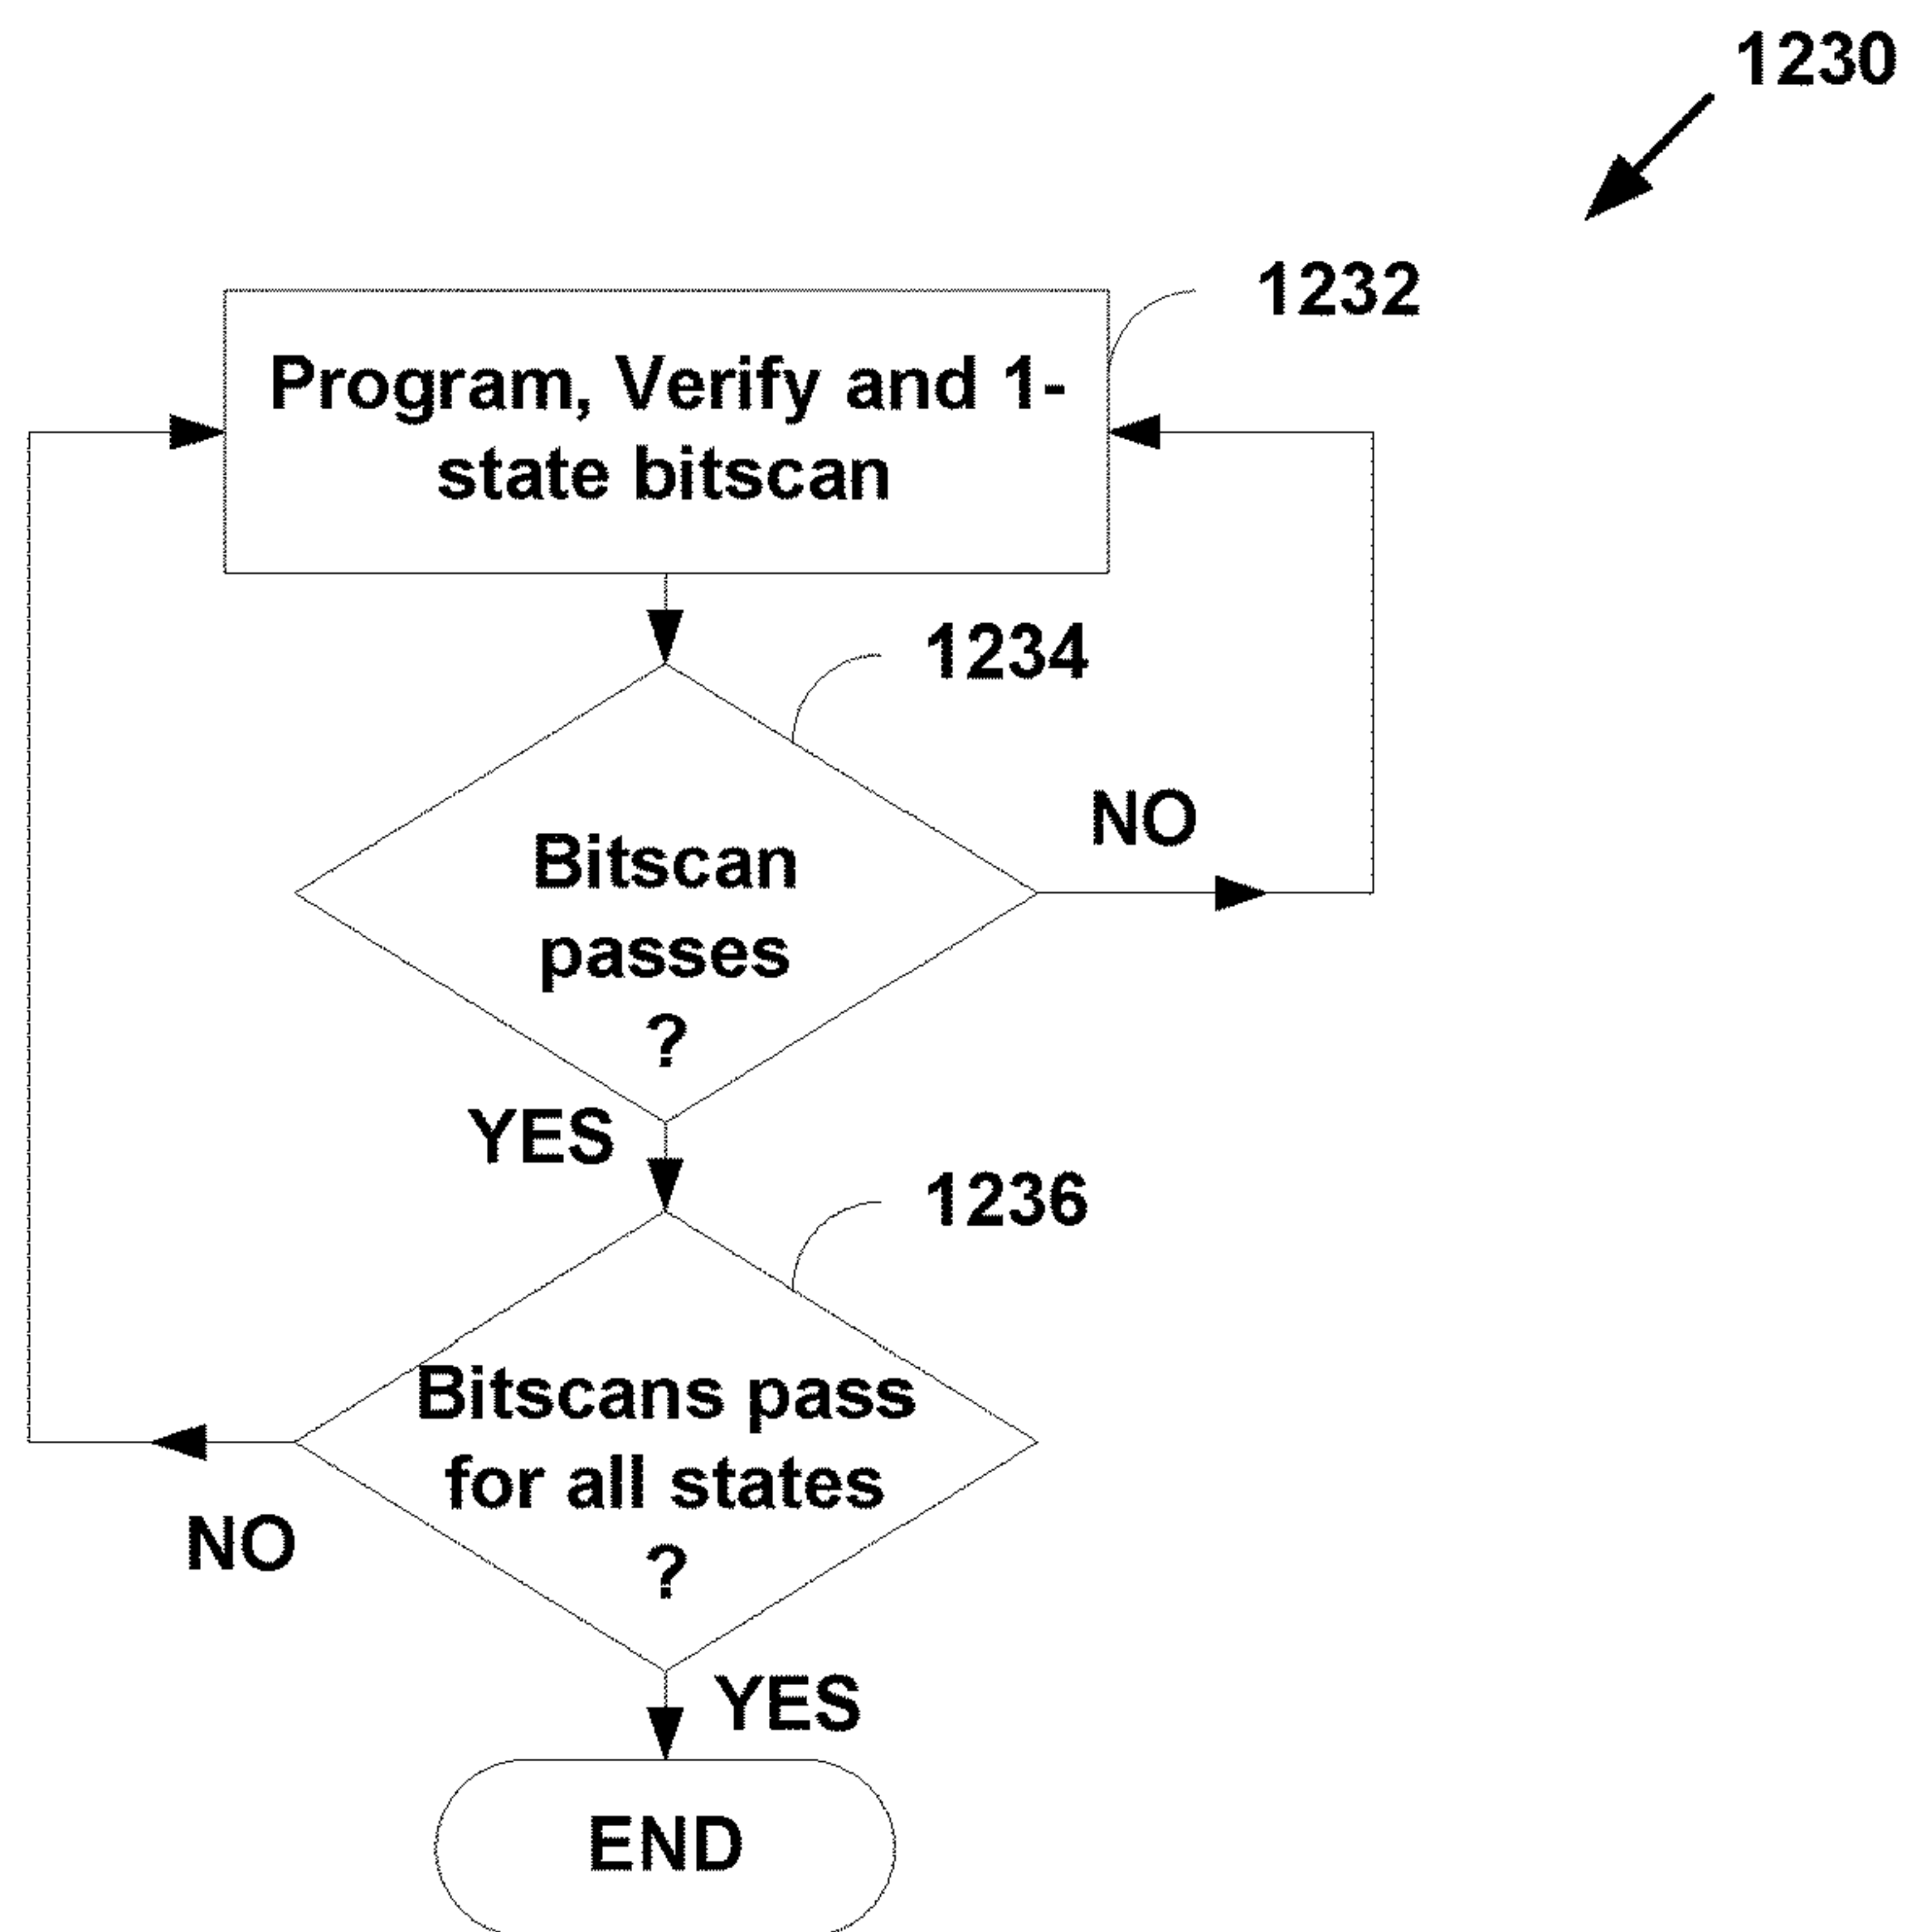 1230
1232
Program, Verify and 1-
state bitscan
1234
NO
Bitscan
passes
?
YES
1236
Bitscans pass
for all states
?
NO
YES
END